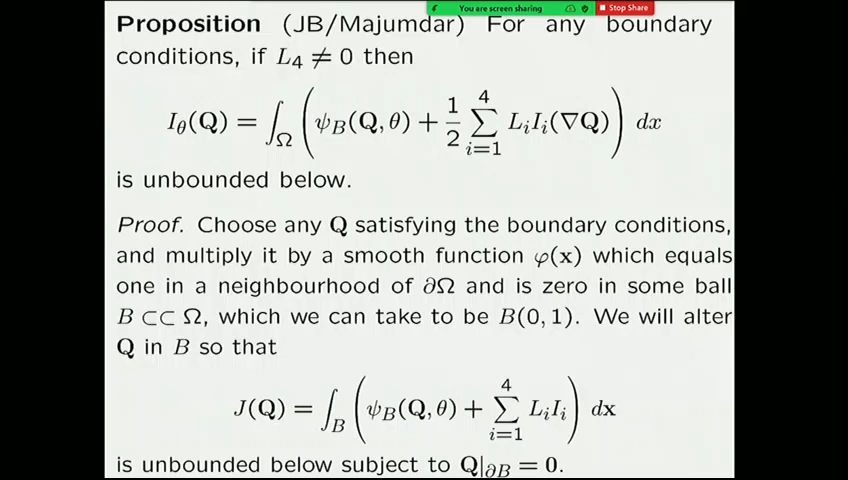 You are screen sharing
Stop Share
Proposition (JB/Majumdar) For any boundary
conditions, if L₄ ≠ 0 then
I_θ(Q) = ∫_Ω ( ψ_B(Q, θ) + 1/2 ∑_{i=1}^{4} L_i I_i(∇Q) ) dx
is unbounded below.
Proof. Choose any Q satisfying the boundary conditions,
and multiply it by a smooth function φ(x) which equals
one in a neighbourhood of ∂Ω and is zero in some ball
B ⊂⊂ Ω, which we can take to be B(0, 1). We will alter
Q in B so that
J(Q) = ∫_B ( ψ_B(Q, θ) + ∑_{i=1}^{4} L_i I_i ) dx
is unbounded below subject to Q|_{∂B} = 0.